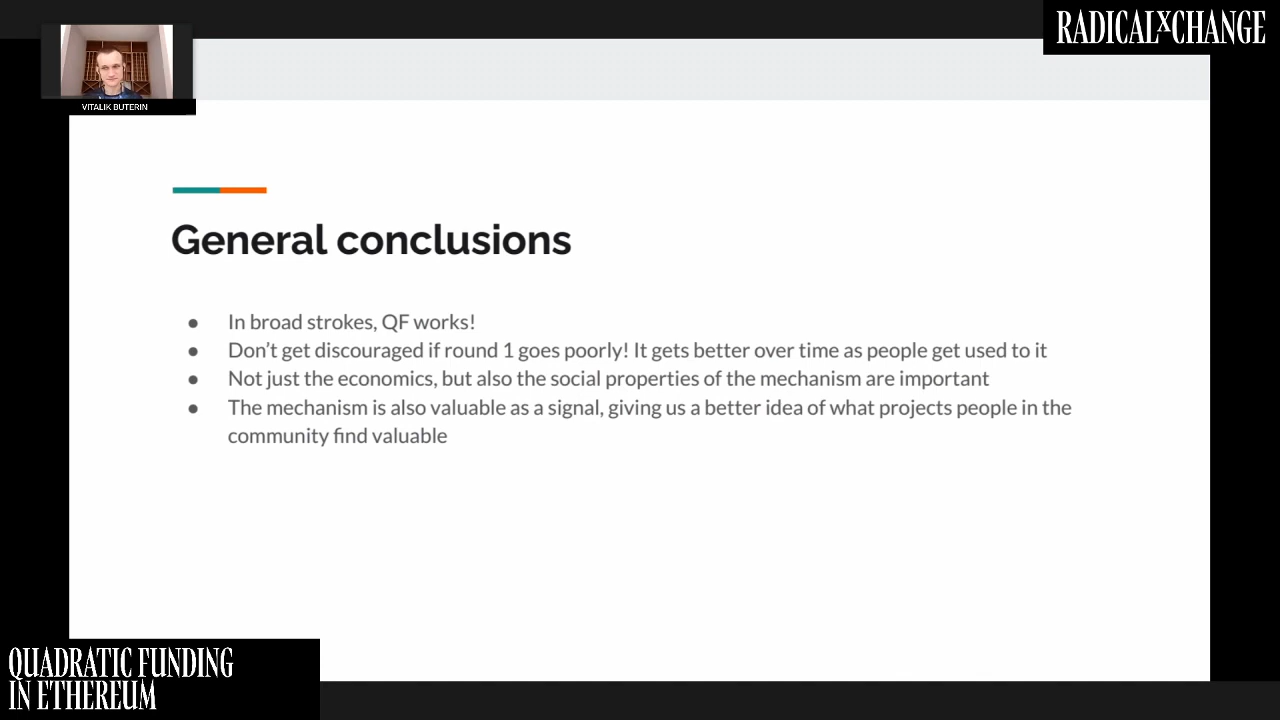 RADICALXCHANGE
VITALIK BUTERIN
General conclusions
● In broad strokes, QF works!
● Don’t get discouraged if round 1 goes poorly! It gets better over time as people get used to it
● Not just the economics, but also the social properties of the mechanism are important
● The mechanism is also valuable as a signal, giving us a better idea of what projects people in the
community find valuable
QUADRATIC FUNDING
IN ETHEREUM